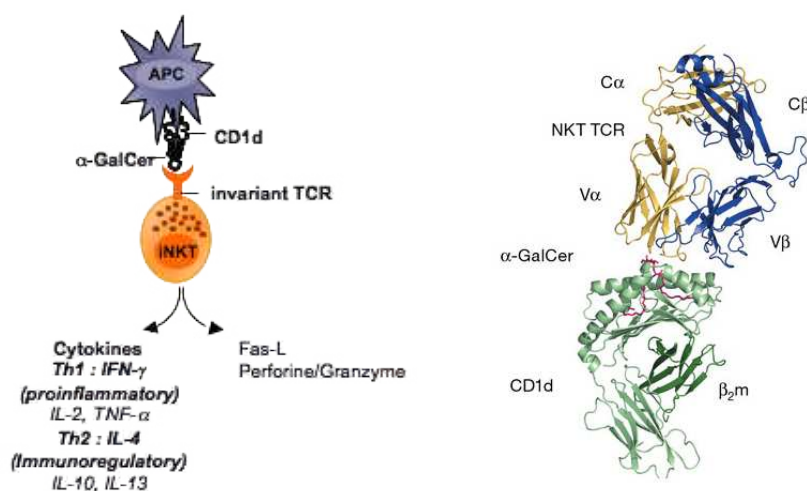 APC
CD1d
α-GalCer
invariant TCR
iNKT
Cytokines
Th1 : IFN-γ
(proinflammatory)
IL-2, TNF-α
Th2 : IL-4
(Immunoregulatory)
IL-10, IL-13
Fas-L
Perforine/Granzyme
Cα
Cβ
NKT TCR
Vα
Vβ
α-GalCer
CD1d
β₂m